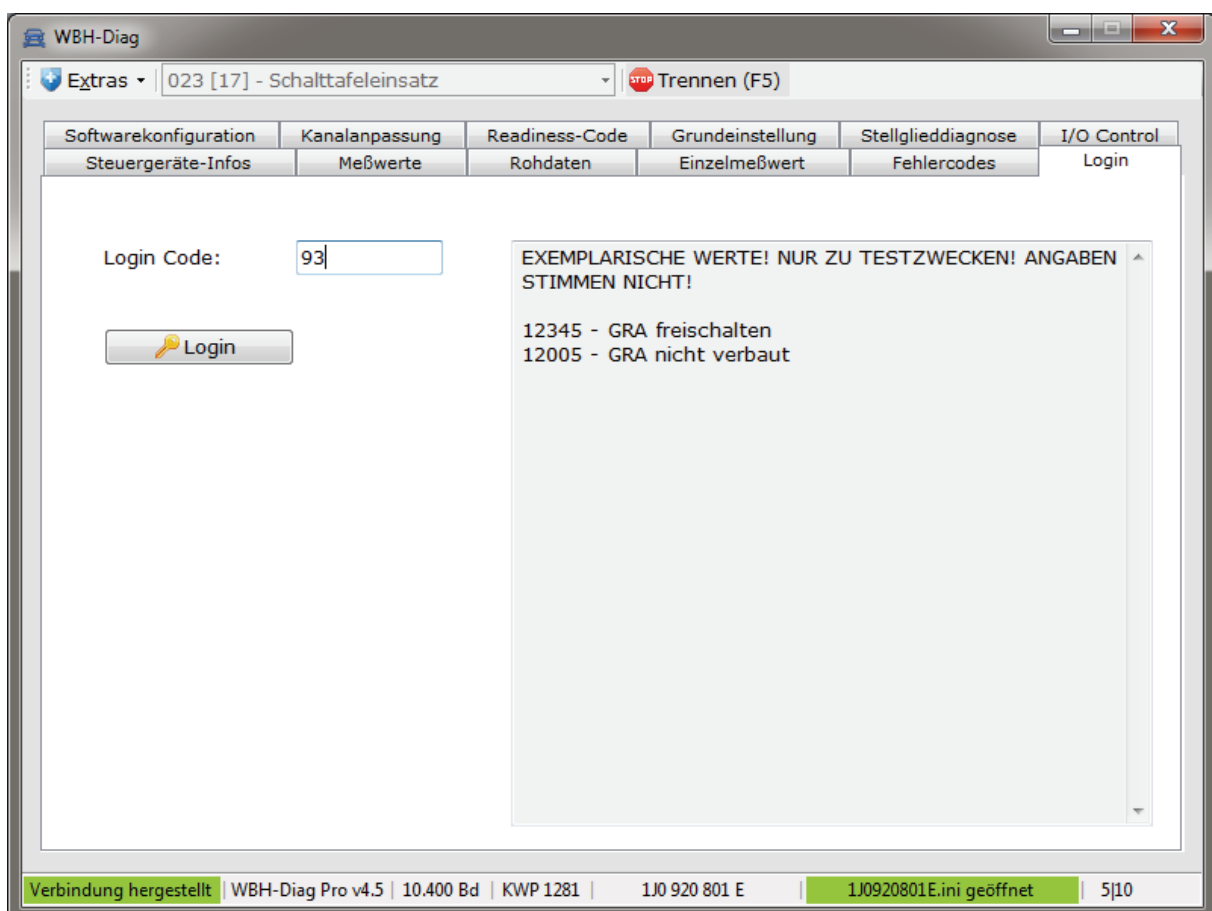 WBH-Diag
Extras 023 [17] - Schalttafeleinsatz STOP Trennen (F5)
Softwarekonfiguration Kanalanpassung Readiness-Code Grundeinstellung Stellglieddiagnose I/O Control
Steuergeräte-Infos Meßwerte Rohdaten Einzelmeßwert Fehlercodes Login
Login Code: 93
EXEMPLARISCHE WERTE! NUR ZU TESTZWECKEN! ANGABEN
STIMMEN NICHT!
12345 - GRA freischalten
12005 - GRA nicht verbaut
Login
Verbindung hergestellt | WBH-Diag Pro v4.5 | 10.400 Bd | KWP 1281 | 1J0 920 801 E | 1J0920801E.ini geöffnet | 5|10